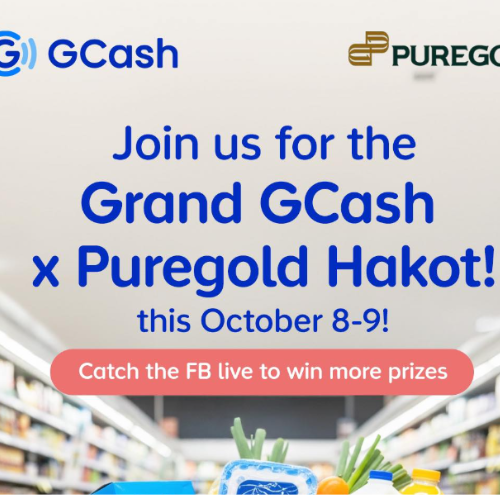 GCash
PUREGO
Join us for the
Grand GCash
x Puregold Hakot!
this October 8-9!
Catch the FB live to win more prizes